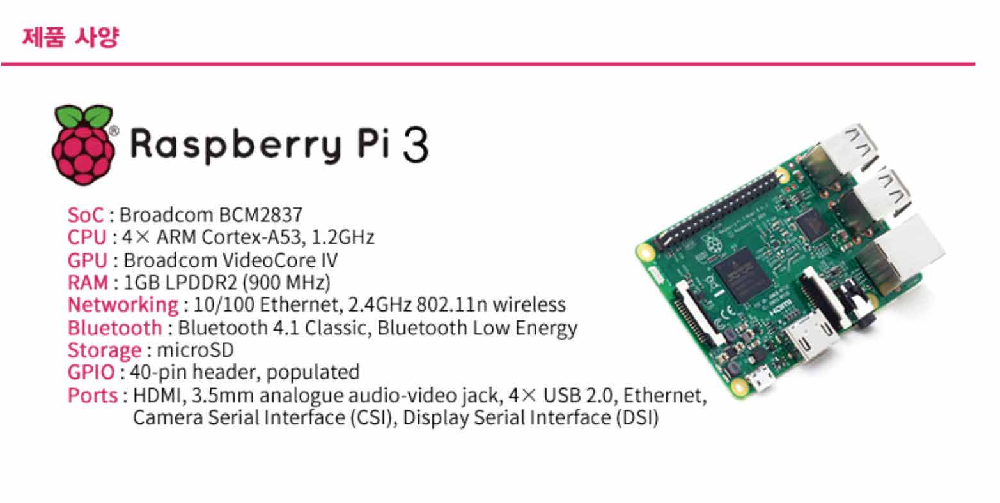 제품 사양
Raspberry Pi 3
SoC : Broadcom BCM2837
CPU : 4× ARM Cortex-A53, 1.2GHz
GPU : Broadcom VideoCore IV
RAM : 1GB LPDDR2 (900 MHz)
Networking : 10/100 Ethernet, 2.4GHz 802.11n wireless
Bluetooth : Bluetooth 4.1 Classic, Bluetooth Low Energy
Storage : microSD
GPIO : 40-pin header, populated
Ports : HDMI, 3.5mm analogue audio-video jack, 4× USB 2.0, Ethernet,
Camera Serial Interface (CSI), Display Serial Interface (DSI)
HDMI